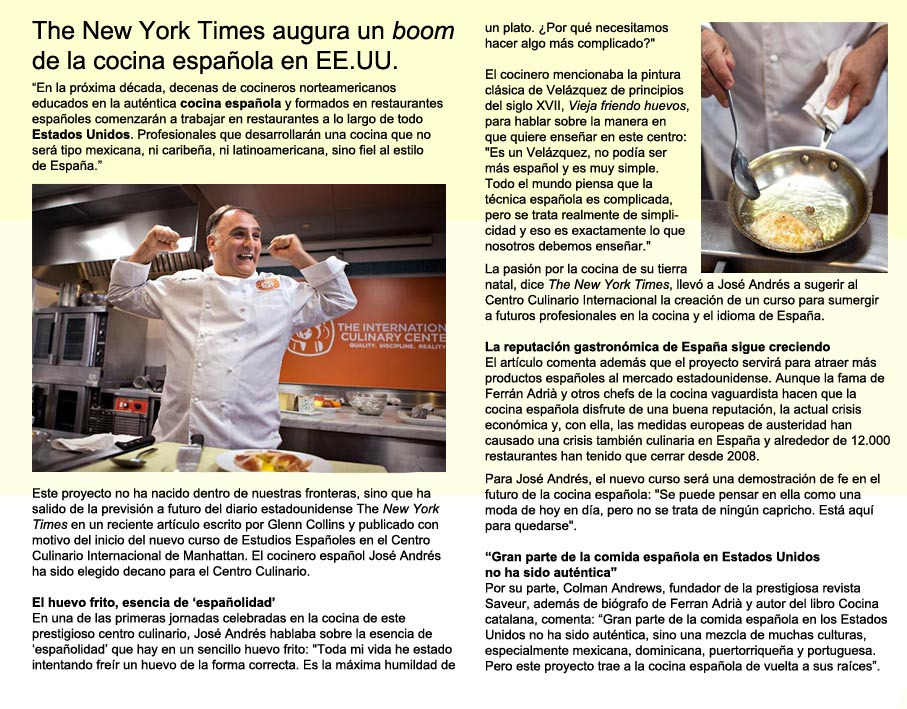 The New York Times augura un boom
de la cocina española en EE.UU.
“En la próxima década, decenas de cocineros norteamericanos
educados en la auténtica cocina española y formados en restaurantes
españoles comenzarán a trabajar en restaurantes a lo largo de todo
Estados Unidos. Profesionales que desarrollarán una cocina que no
será tipo mexicana, ni caribeña, ni latinoamericana, sino fiel al estilo
de España.”
THE INTERNATION
CULINARY CENTE
QUALITY. DISCIPLINE. REALITY
Este proyecto no ha nacido dentro de nuestras fronteras, sino que ha
salido de la previsión a futuro del diario estadounidense The New York
Times en un reciente artículo escrito por Glenn Collins y publicado con
motivo del inicio del nuevo curso de Estudios Españoles en el Centro
Culinario Internacional de Manhattan. El cocinero español José Andrés
ha sido elegido decano para el Centro Culinario.
El huevo frito, esencia de ‘españolidad’
En una de las primeras jornadas celebradas en la cocina de este
prestigioso centro culinario, José Andrés hablaba sobre la esencia de
‘españolidad’ que hay en un sencillo huevo frito: "Toda mi vida he estado
intentando freír un huevo de la forma correcta. Es la máxima humildad de
un plato. ¿Por qué necesitamos
hacer algo más complicado?"
El cocinero mencionaba la pintura
clásica de Velázquez de principios
del siglo XVII, Vieja friendo huevos,
para hablar sobre la manera en
que quiere enseñar en este centro:
"Es un Velázquez, no podía ser
más español y es muy simple.
Todo el mundo piensa que la
técnica española es complicada,
pero se trata realmente de simpli-
cidad y eso es exactamente lo que
nosotros debemos enseñar."
La pasión por la cocina de su tierra
natal, dice The New York Times, llevó a José Andrés a sugerir al
Centro Culinario Internacional la creación de un curso para sumergir
a futuros profesionales en la cocina y el idioma de España.
La reputación gastronómica de España sigue creciendo
El artículo comenta además que el proyecto servirá para atraer más
productos españoles al mercado estadounidense. Aunque la fama de
Ferrán Adrià y otros chefs de la cocina vanguardista hacen que la
cocina española disfrute de una buena reputación, la actual crisis
económica y, con ella, las medidas europeas de austeridad han
causado una crisis también culinaria en España y alrededor de 12.000
restaurantes han tenido que cerrar desde 2008.
Para José Andrés, el nuevo curso será una demostración de fe en el
futuro de la cocina española: "Se puede pensar en ella como una
moda de hoy en día, pero no se trata de ningún capricho. Está aquí
para quedarse".
“Gran parte de la comida española en Estados Unidos
no ha sido auténtica”
Por su parte, Colman Andrews, fundador de la prestigiosa revista
Saveur, además de biógrafo de Ferran Adrià y autor del libro Cocina
catalana, comenta: “Gran parte de la comida española en los Estados
Unidos no ha sido auténtica, sino una mezcla de muchas culturas,
especialmente mexicana, dominicana, puertorriqueña y portuguesa.
Pero este proyecto trae a la cocina española de vuelta a sus raíces”.